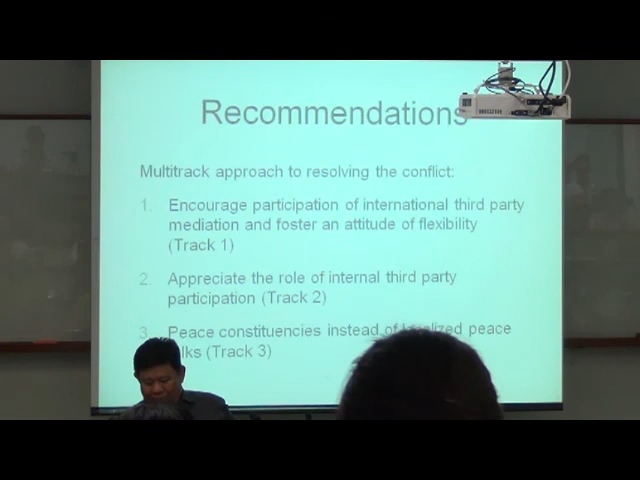 Recommendations
Multitrack approach to resolving the conflict:
1. Encourage participation of international third party
mediation and foster an attitude of flexibility
(Track 1)
2. Appreciate the role of internal third party
participation (Track 2)
3. Peace constituencies instead of peace
(Track 3)